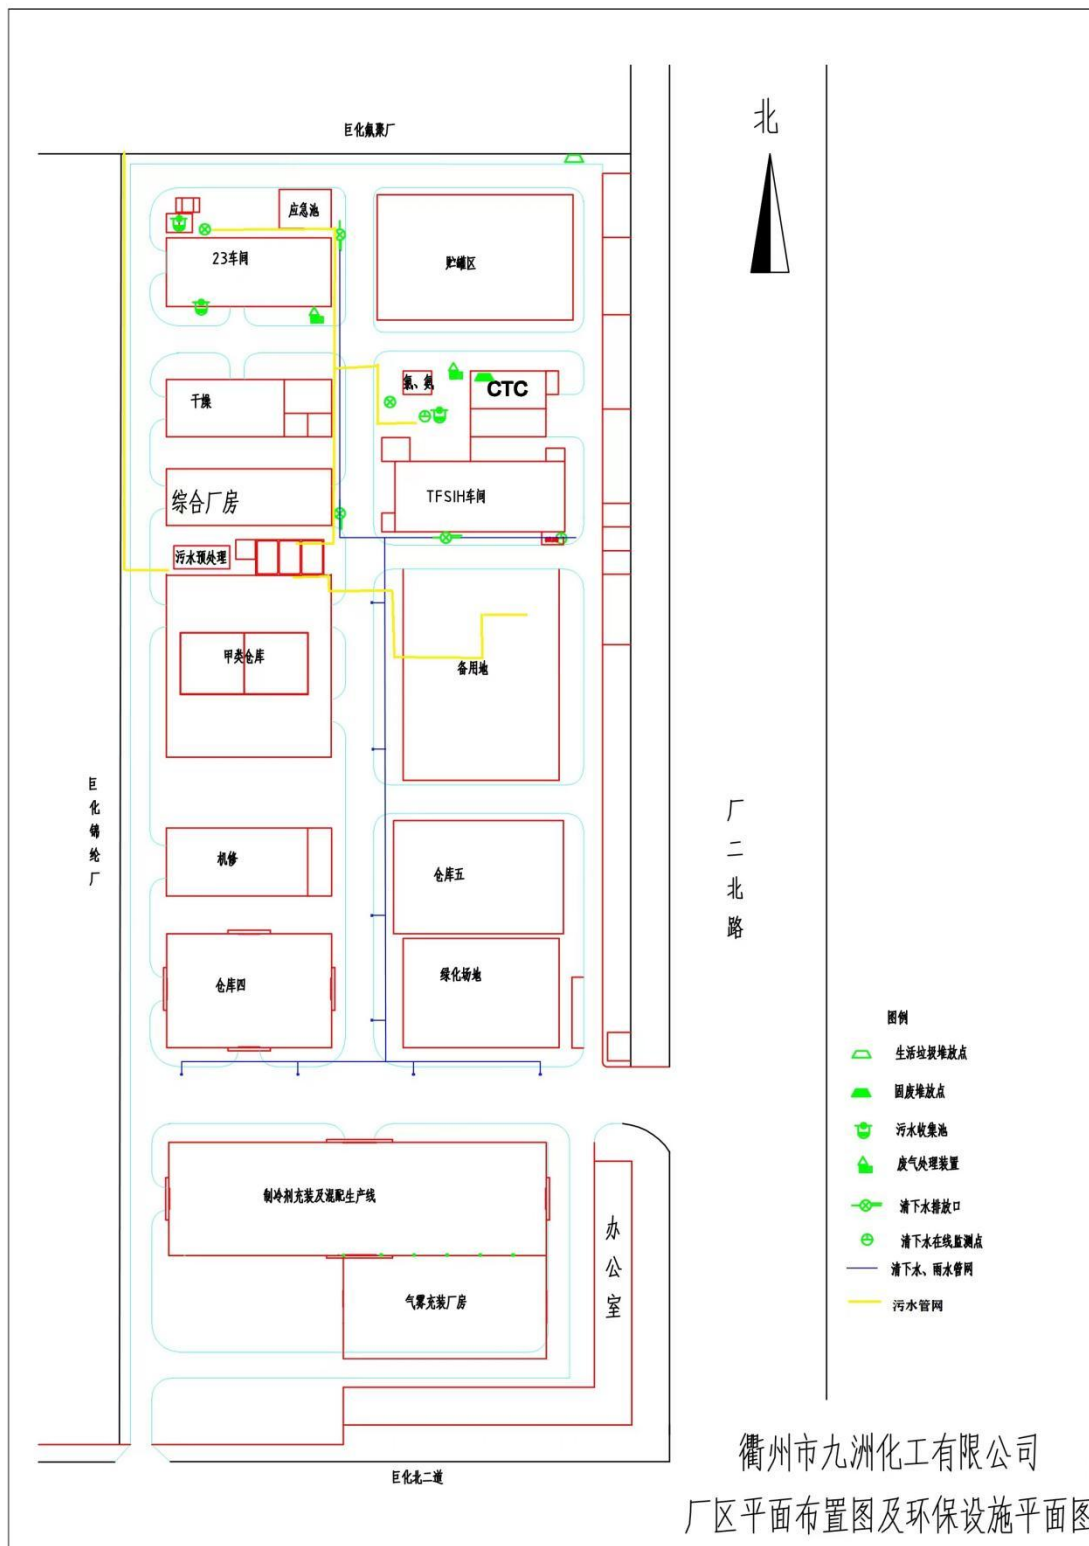 北
巨化氟聚厂
应急池
23车间
贮罐区
氮、氨
CTC
干燥
TFSIH车间
综合厂房
污水预处理
甲类仓库
备用地
巨化锦纶厂
厂二北路
机修
仓库五
仓库四
绿化场地
图例
生活垃圾堆放点
固废堆放点
污水收集池
废气处理装置
清下水排放口
清下水在线监测点
清下水、雨水管网
污水管网
制冷剂充装及混配生产线
办公室
气雾充装厂房
巨化北二道
衢州市九洲化工有限公司
厂区平面布置图及环保设施平面图